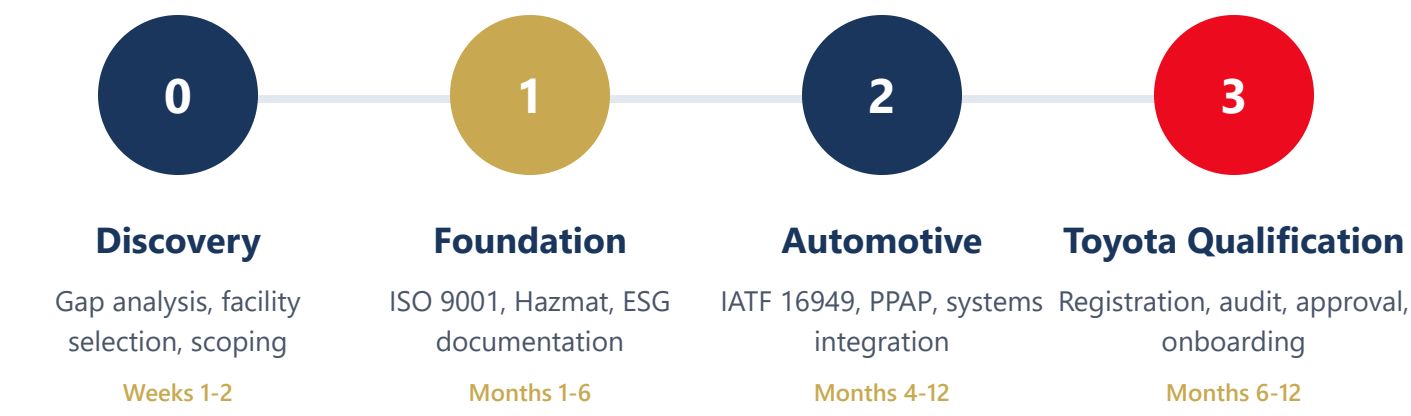 0
1
2
3
Discovery
Gap analysis, facility
selection, scoping
Weeks 1-2
Foundation
ISO 9001, Hazmat, ESG
documentation
Months 1-6
Automotive
IATF 16949, PPAP, systems
integration
Months 4-12
Toyota Qualification
Registration, audit, approval,
onboarding
Months 6-12